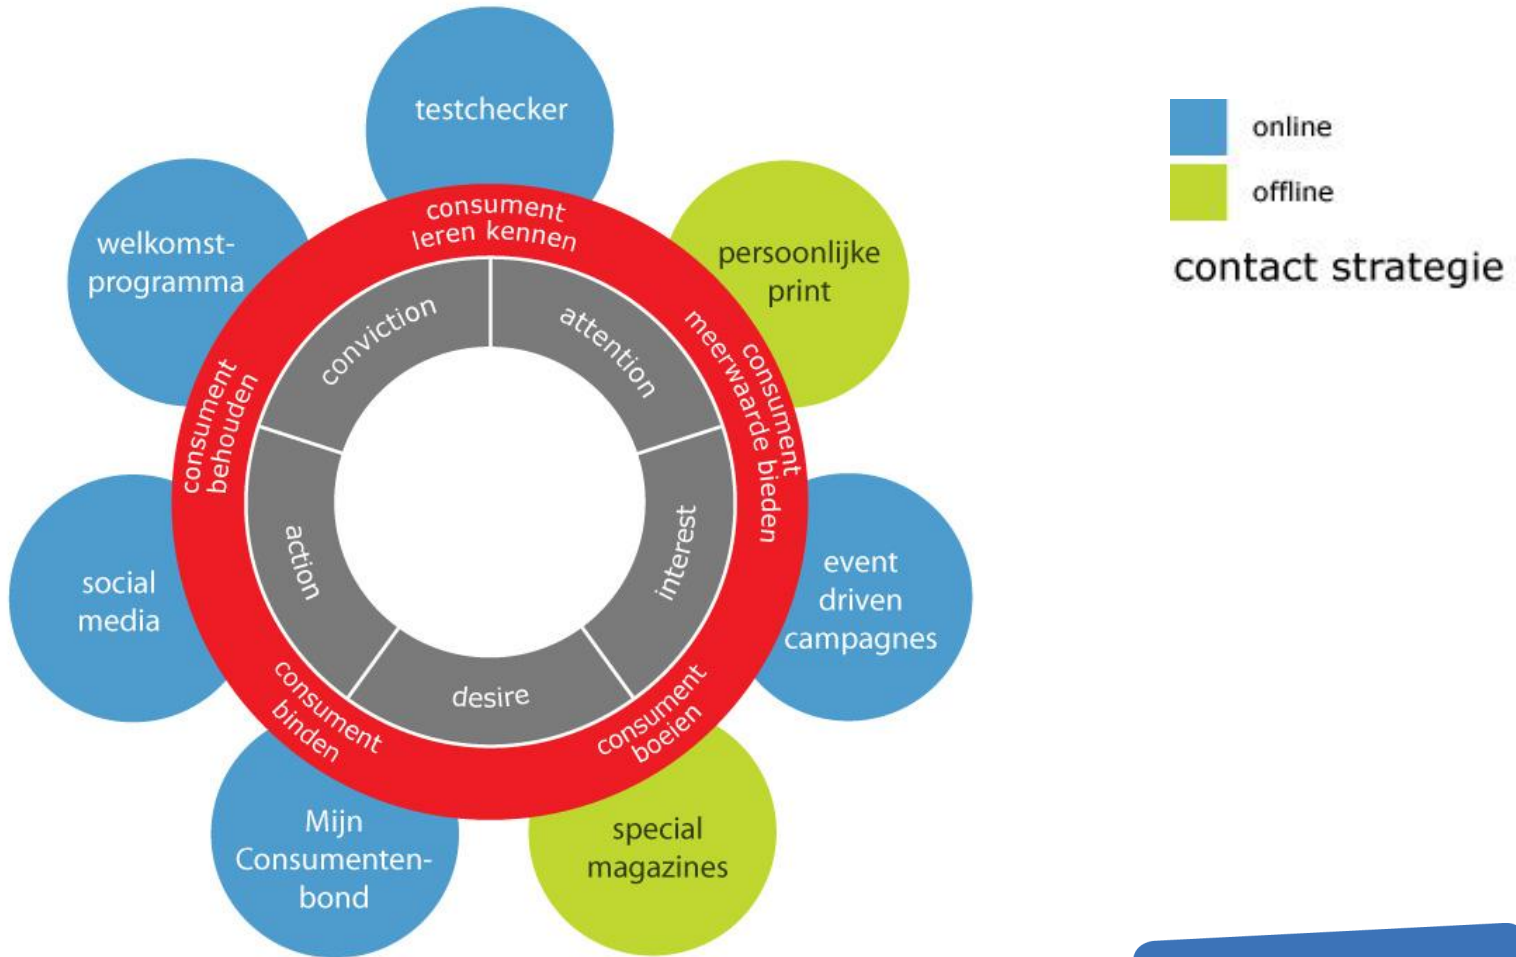 testchecker
persoonlijke
print
event
driven
campagnes
special
magazines
Mijn
Consumenten-
bond
social
media
welkomst-
programma
consument
leren kennen
consument
meerwaarde bieden
consument
boeien
consument
binden
consument
behouden
attention
interest
desire
action
conviction
online
offline
contact strategie